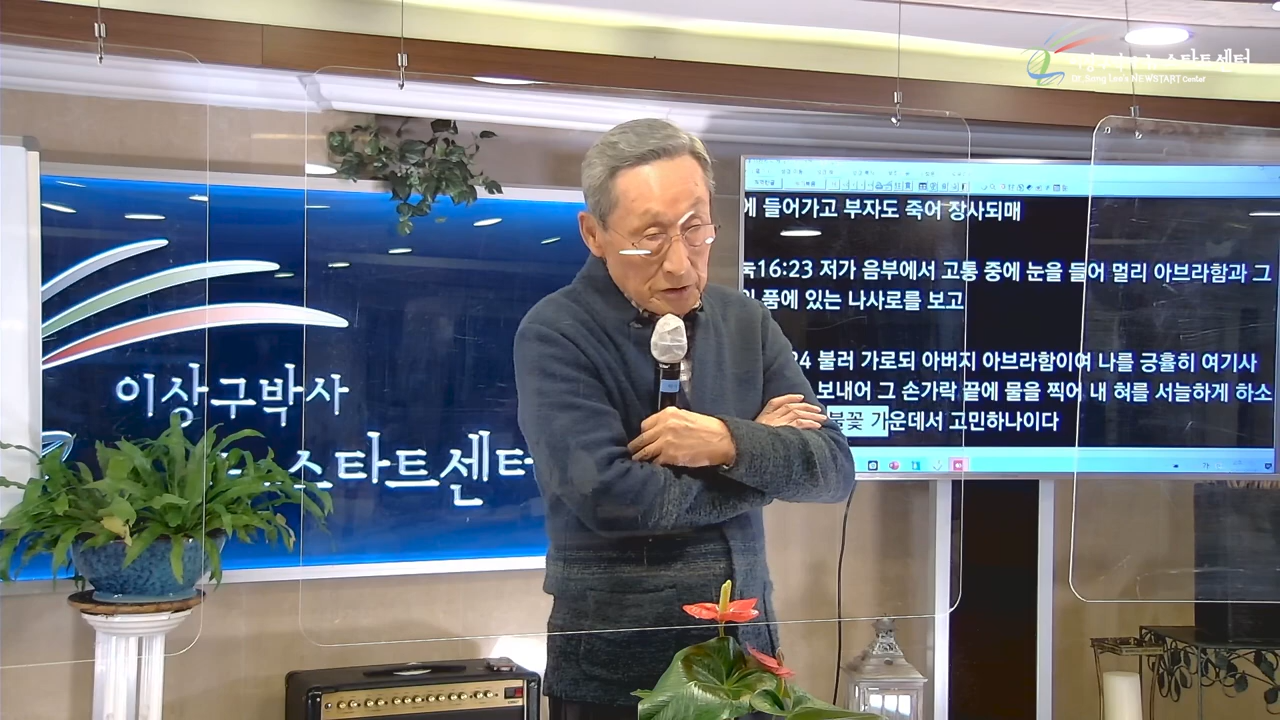 스타트센터
Dr. Sang Lee's NEWSTART Center
이상구박사
스타트센터
에 들어가고 부자도 죽어 장사되매
눅16:23 저가 음부에서 고통 중에 눈을 들어 멀리 아브라함과 그
품에 있는 나사로를 보고
24 불러 가로되 아버지 아브라함이여 나를 긍휼히 여기사
보내어 그 손가락 끝에 물을 찍어 내 혀를 서늘하게 하소
불꽃 가운데서 고민하나이다